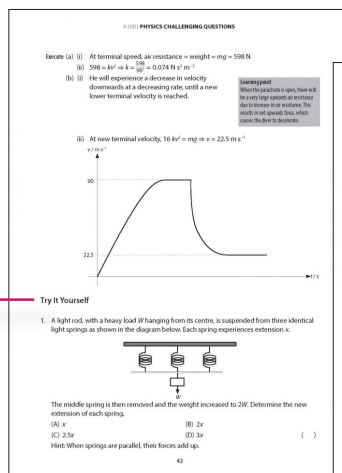 A-LEVEL PHYSICS CHALLENGING QUESTIONS
Execute (a) (i) At terminal speed, air resistance = weight = mg = 598 N
(ii) 598 = kv² ⇒ k = 598/90² = 0.074 N s² m⁻²
(b) (i) He will experience a decrease in velocity
downwards at a decreasing rate, until a new
lower terminal velocity is reached.
Learning point
When the parachute is open, there will
be a very large upwards air resistance
due to increase in air resistance. This
results in net upwards force, which
causes the diver to decelerate.
(ii) At new terminal velocity, 16 kv² = mg ⇒ v = 22.5 m s⁻¹
v / m s⁻¹
90
22.5
t / s
Try It Yourself
1. A light rod, with a heavy load W hanging from its centre, is suspended from three identical
light springs as shown in the diagram below. Each spring experiences extension x.
W
The middle spring is then removed and the weight increased to 2W. Determine the new
extension of each spring.
(A) x (B) 2x
(C) 2.5x (D) 3x ( )
Hint: When springs are parallel, their forces add up.
42